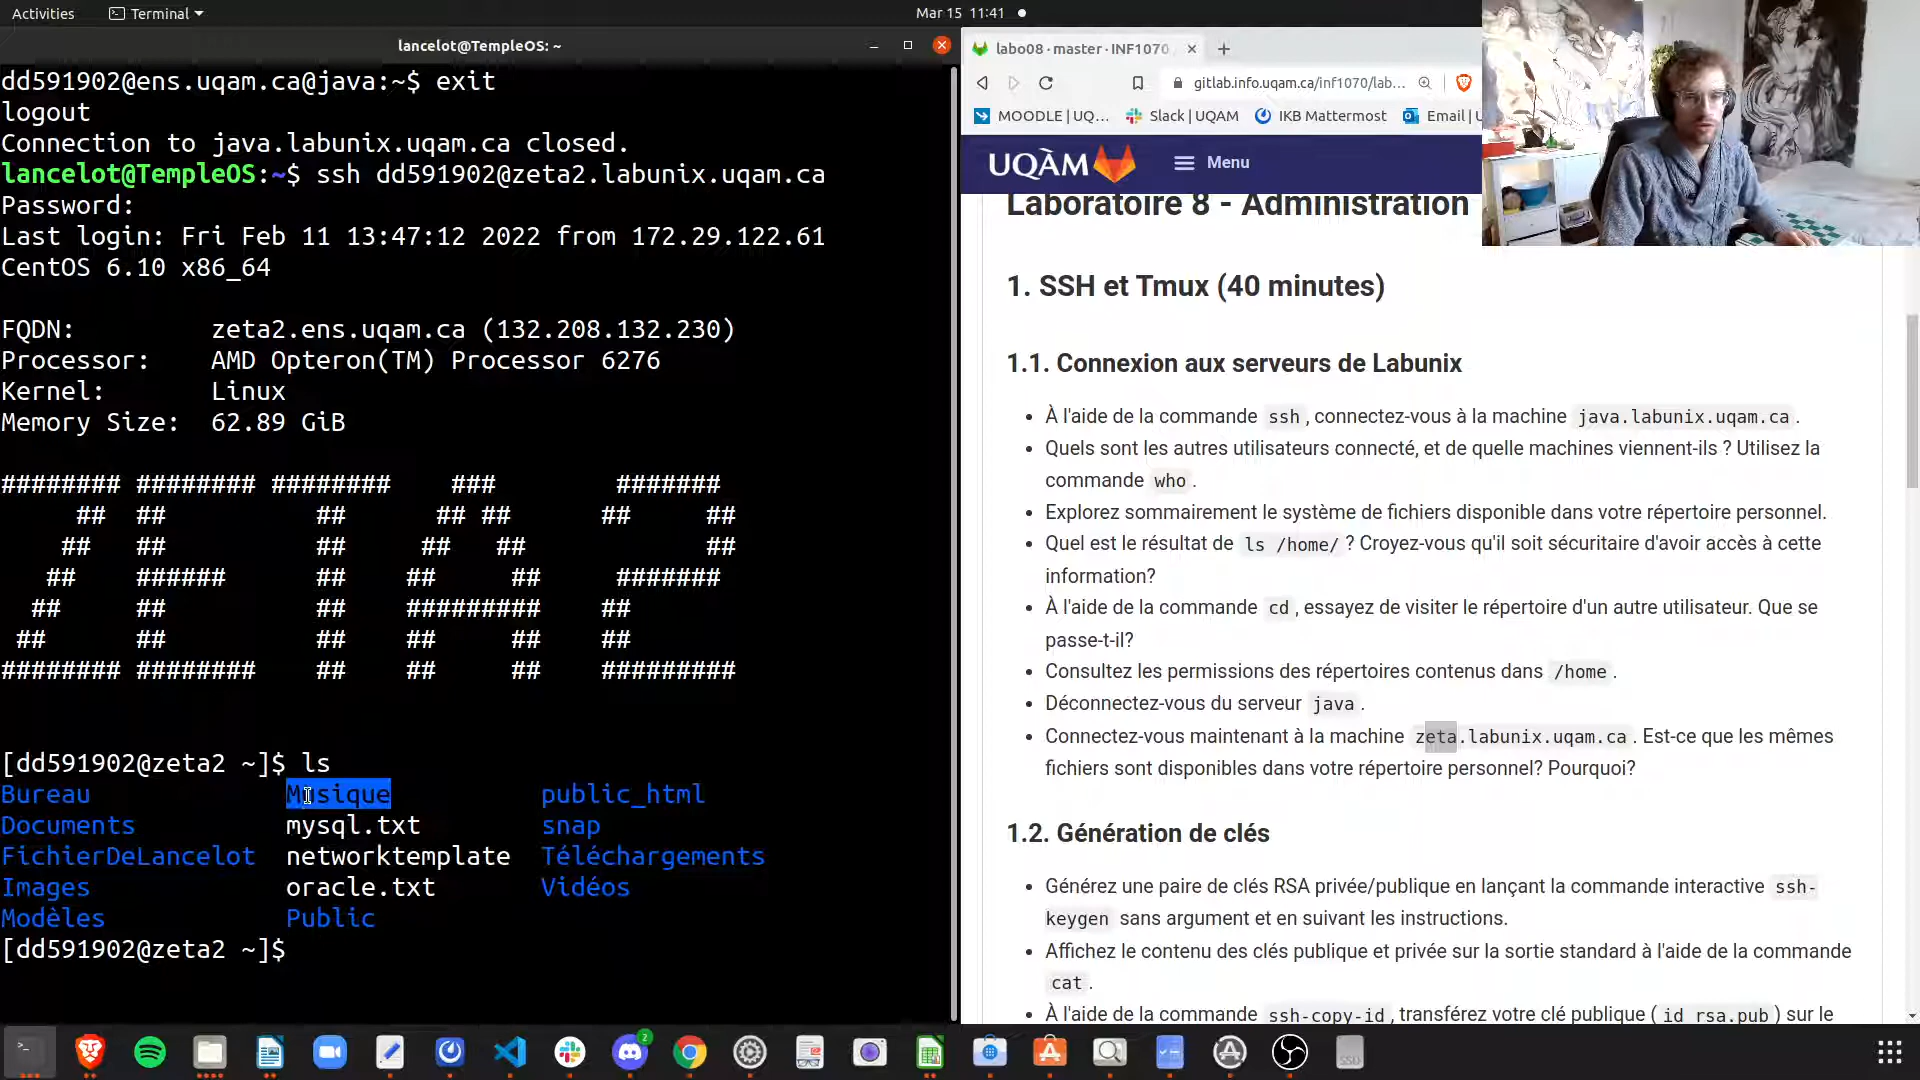 Activities
Terminal
Mar 15 11:41
lancelot@TempleOS: ~
dd591902@ens.uqam.ca@java:~$ exit
logout
Connection to java.labunix.uqam.ca closed.
lancelot@TempleOS:~$ ssh dd591902@zeta2.labunix.uqam.ca
Password:
Last login: Fri Feb 11 13:47:12 2022 from 172.29.122.61
CentOS 6.10 x86_64
FQDN: zeta2.ens.uqam.ca (132.208.132.230)
Processor: AMD Opteron(TM) Processor 6276
Kernel: Linux
Memory Size: 62.89 GiB
######## ######## ######## ### #######
## ## ## ## ## ## ##
## ## ## ## ## ##
## ###### ## ## ## #######
## ## ## ######### ##
## ## ## ## ## ##
######## ######## ## ## ## #########
[dd591902@zeta2 ~]$ ls
Bureau Musique public_html
Documents mysql.txt snap
FichierDeLancelot networktemplate Téléchargements
Images oracle.txt Vidéos
Modèles Public
[dd591902@zeta2 ~]$
labo08 · master · INF1070
gitlab.info.uqam.ca/inf1070/lab...
MOODLE | UQ... Slack | UQAM IKB Mattermost Email | U
UQÀM Menu
Laboratoire 8 - Administration
1. SSH et Tmux (40 minutes)
1.1. Connexion aux serveurs de Labunix
• À l'aide de la commande ssh, connectez-vous à la machine java.labunix.uqam.ca.
• Quels sont les autres utilisateurs connecté, et de quelle machines viennent-ils ? Utilisez la
commande who.
• Explorez sommairement le système de fichiers disponible dans votre répertoire personnel.
• Quel est le résultat de ls /home/ ? Croyez-vous qu'il soit sécuritaire d'avoir accès à cette
information?
• À l'aide de la commande cd, essayez de visiter le répertoire d'un autre utilisateur. Que se
passe-t-il?
• Consultez les permissions des répertoires contenus dans /home.
• Déconnectez-vous du serveur java.
• Connectez-vous maintenant à la machine zeta.labunix.uqam.ca. Est-ce que les mêmes
fichiers sont disponibles dans votre répertoire personnel? Pourquoi?
1.2. Génération de clés
• Générez une paire de clés RSA privée/publique en lançant la commande interactive ssh-
keygen sans argument et en suivant les instructions.
• Affichez le contenu des clés publique et privée sur la sortie standard à l'aide de la commande
cat.
• À l'aide de la commande ssh-copy-id, transférez votre clé publique (id_rsa.pub) sur le
2
SSU